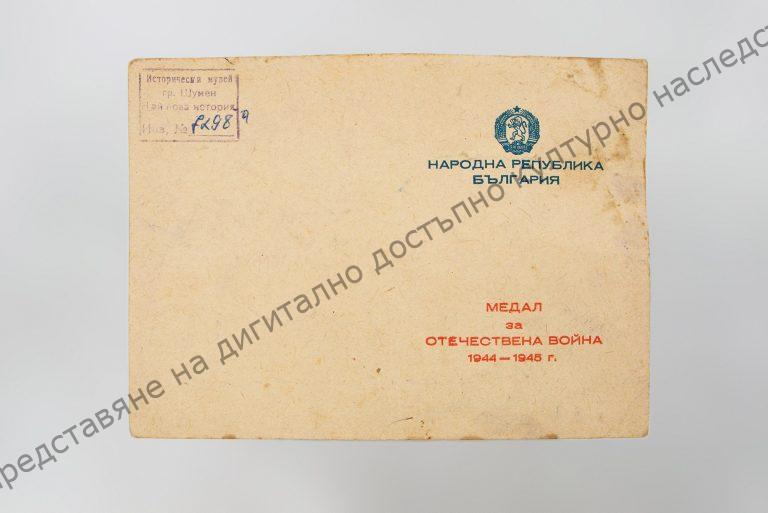 Исторически музей
гр. Шумен
Най нова история
Инв. №
НАРОДНА РЕПУБЛИКА
БЪЛГАРИЯ
МЕДАЛ
за
ОТЕЧЕСТВЕНА ВОЙНА
1944 — 1945 г.
представяне на дигитално достъпно културно наследст